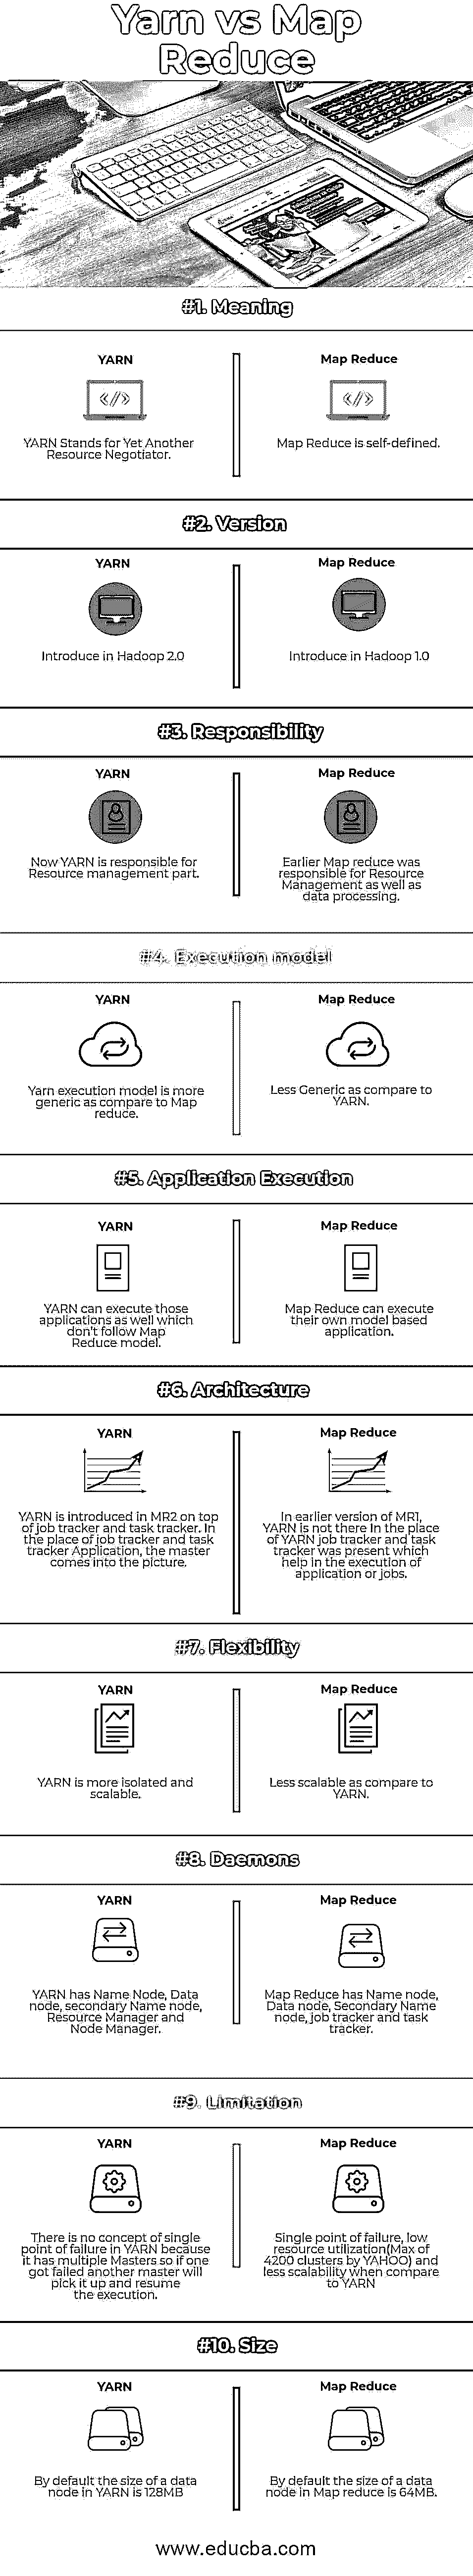 Yarn vs Map
Reduce
#1. Meaning
YARN
YARN Stands for Yet Another
Resource Negotiator.
Map Reduce
Map Reduce is self-defined.
#2. Version
YARN
Introduce in Hadoop 2.0
Map Reduce
Introduce in Hadoop 1.0
#3. Responsibility
YARN
Now YARN is responsible for
Resource management part.
Map Reduce
Earlier Map reduce was
responsible for Resource
Management as well as
data processing.
#4. Execution model
YARN
Yarn execution model is more
generic as compare to Map
reduce.
Map Reduce
Less Generic as compare to
YARN.
#5. Application Execution
YARN
YARN can execute those
applications as well which
don't follow Map
Reduce model.
Map Reduce
Map Reduce can execute
their own model based
application.
#6. Architecture
YARN
YARN is introduced in MR2 on top
of job tracker and task tracker. In
the place of job tracker and task
tracker Application, the master
comes into the picture.
Map Reduce
In earlier version of MR1,
YARN is not there In the place
of YARN job tracker and task
tracker was present which
help in the execution of
application or jobs.
#7. Flexibility
YARN
YARN is more isolated and
scalable.
Map Reduce
Less scalable as compare to
YARN.
#8. Daemons
YARN
YARN has Name Node, Data
node, secondary Name node,
Resource Manager and
Node Manager.
Map Reduce
Map Reduce has Name node,
Data node, Secondary Name
node, job tracker and task
tracker.
#9. Limitation
YARN
There is no concept of single
point of failure in YARN because
it has multiple Masters so if one
got failed another master will
pick it up and resume
the execution.
Map Reduce
Single point of failure, low
resource utilization(Max of
4200 clusters by YAHOO) and
less scalability when compare
to YARN
#10. Size
YARN
By default the size of a data
node in YARN is 128MB
Map Reduce
By default the size of a data
node in Map reduce is 64MB.
www.educba.com